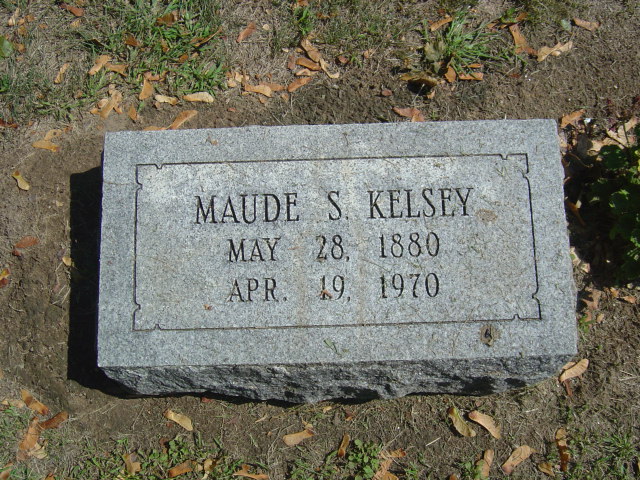 MAUDE S. KELSEY
MAY 28, 1880
APR. 19, 1970